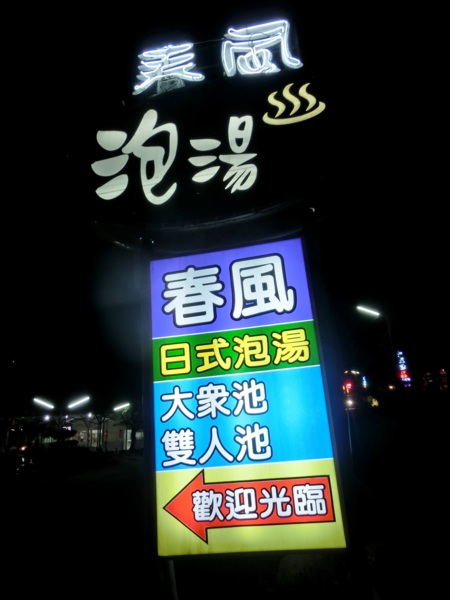 春風
泡湯
春風
日式泡湯
大眾池
雙人池
歡迎光臨